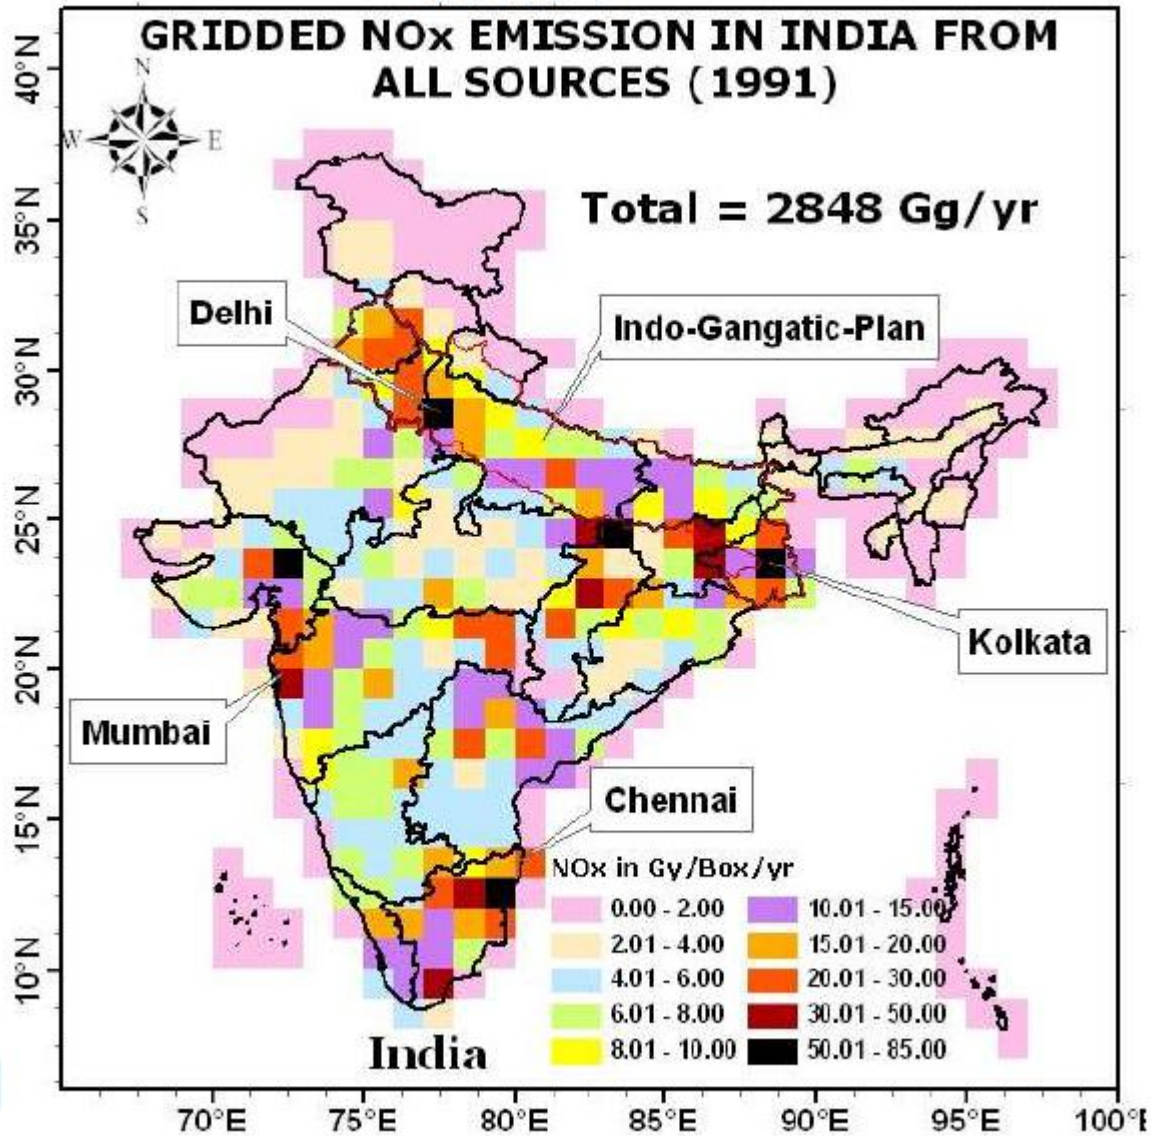 GRIDDED NOx EMISSION IN INDIA FROM
ALL SOURCES (1991)
N
W
E
S
Total = 2848 Gg/yr
Delhi
Indo-Gangatic-Plan
Kolkata
Mumbai
Chennai
NOx in Gy/Box/yr
0.00 - 2.00
10.01 - 15.00
2.01 - 4.00
15.01 - 20.00
4.01 - 6.00
20.01 - 30.00
6.01 - 8.00
30.01 - 50.00
8.01 - 10.00
50.01 - 85.00
India
40°N
35°N
30°N
25°N
20°N
15°N
10°N
70°E
75°E
80°E
85°E
90°E
95°E
100°E